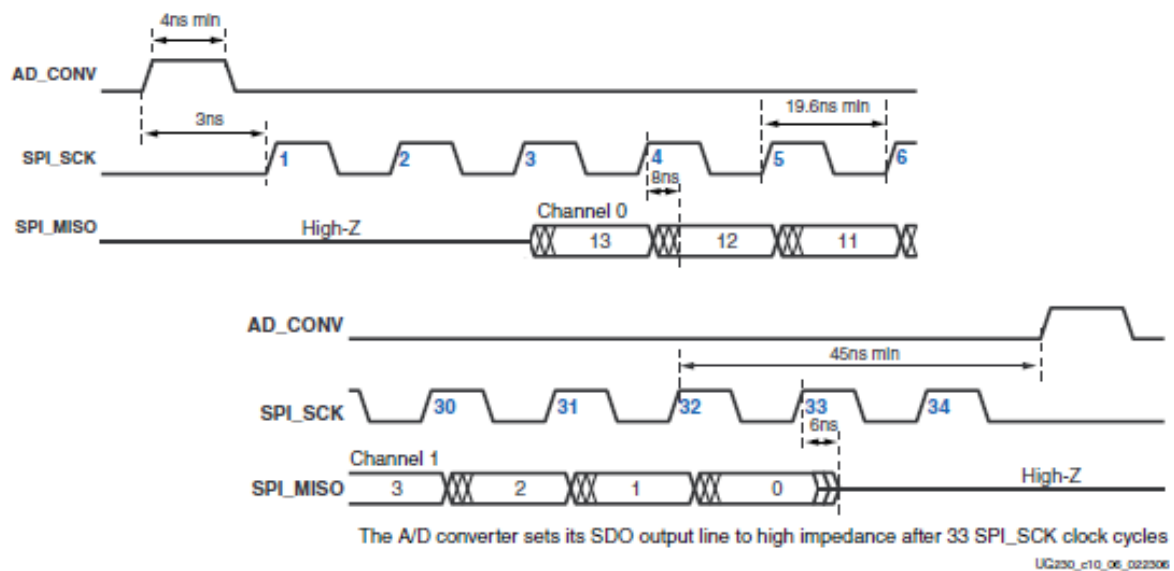 4ns min
AD_CONV
3ns
19.6ns min
SPI_SCK
1 2 3 4 5 6
8ns
Channel 0
SPI_MISO
High-Z
13 12 11
AD_CONV
45ns min
SPI_SCK
30 31 32 33 34
6ns
Channel 1
SPI_MISO
3 2 1 0
High-Z
The A/D converter sets its SDO output line to high impedance after 33 SPI_SCK clock cycles
UG230_c10_06_022306